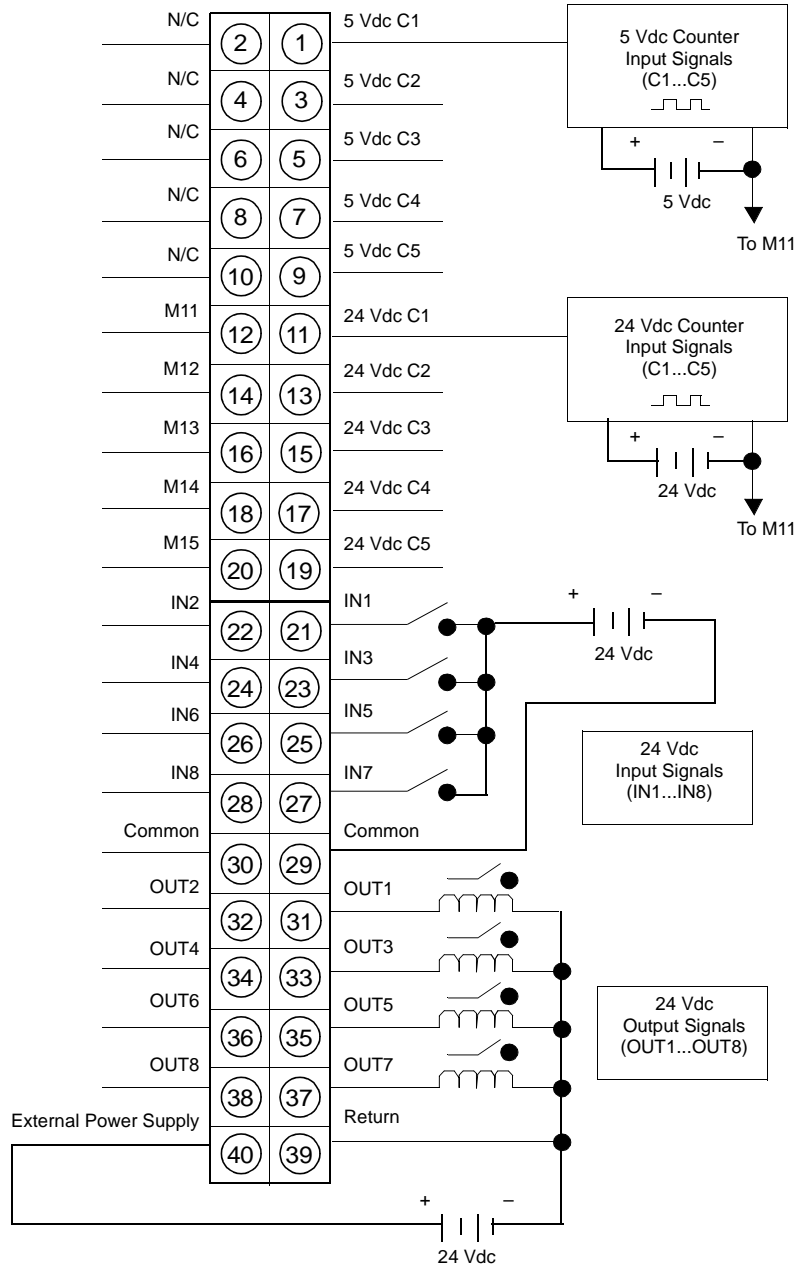 N/C 2 1 5 Vdc C1
N/C 4 3 5 Vdc C2
N/C 6 5 5 Vdc C3
N/C 8 7 5 Vdc C4
N/C 10 9 5 Vdc C5
M11 12 11 24 Vdc C1
M12 14 13 24 Vdc C2
M13 16 15 24 Vdc C3
M14 18 17 24 Vdc C4
M15 20 19 24 Vdc C5
IN2 22 21 IN1
IN4 24 23 IN3
IN6 26 25 IN5
IN8 28 27 IN7
Common 30 29 Common
OUT2 32 31 OUT1
OUT4 34 33 OUT3
OUT6 36 35 OUT5
OUT8 38 37 OUT7
External Power Supply 40 39 Return
5 Vdc Counter
Input Signals
(C1...C5)
+ –
5 Vdc
To M11
24 Vdc Counter
Input Signals
(C1...C5)
+ –
24 Vdc
To M11
+ –
24 Vdc
24 Vdc
Input Signals
(IN1...IN8)
24 Vdc
Output Signals
(OUT1...OUT8)
+ –
24 Vdc